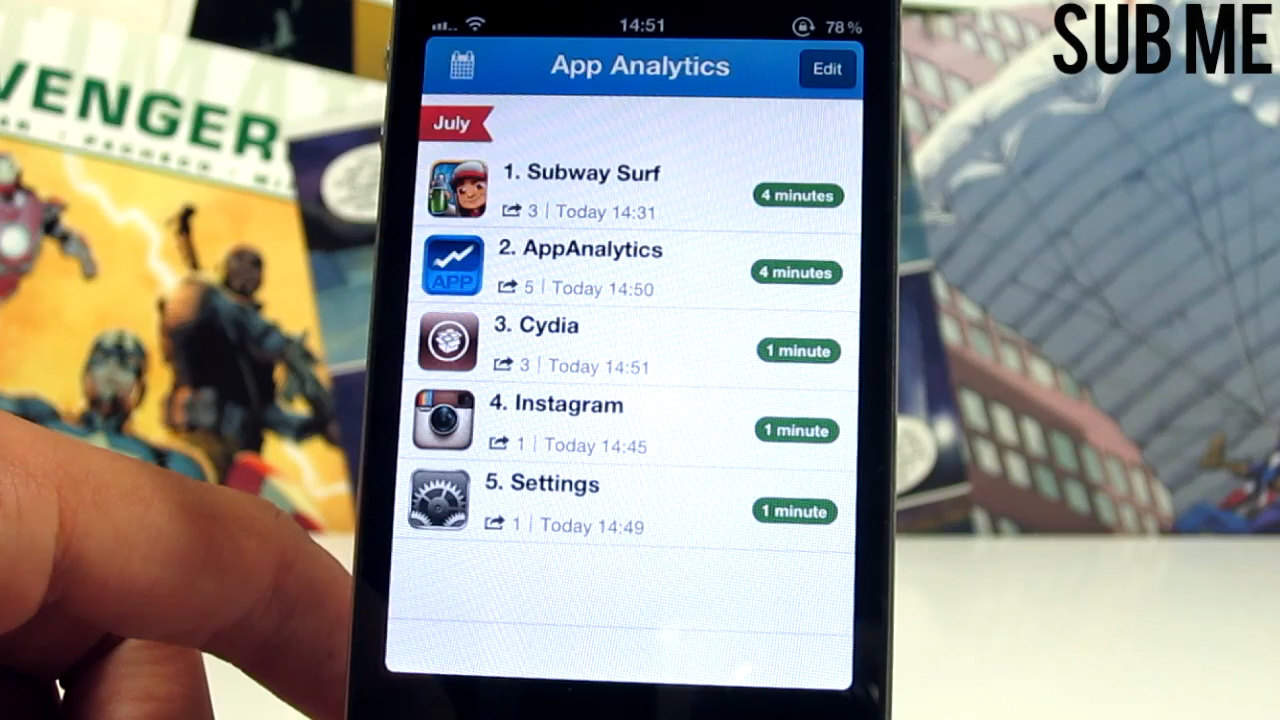 SUB ME
VENGER
14:51
78%
App Analytics
Edit
July
1. Subway Surf
3 | Today 14:31
4 minutes
2. AppAnalytics
5 | Today 14:50
4 minutes
APP
3. Cydia
3 | Today 14:51
1 minute
4. Instagram
1 | Today 14:45
1 minute
5. Settings
1 | Today 14:49
1 minute